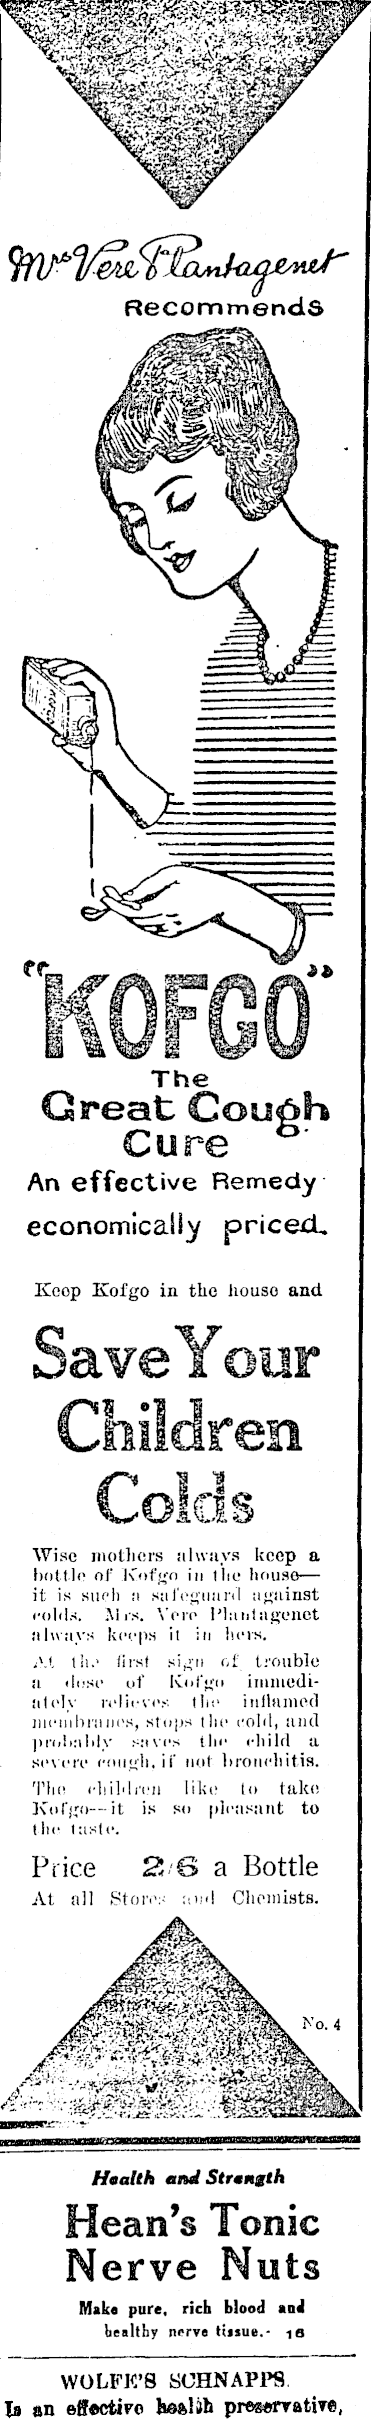 Mrs Vere Plantagenet
Recommends
"KOFGO"
The
Great Cough
Cure
An effective Remedy
economically priced.
Keep Kofgo in the house and
Save Your
Children
Colds
Wise mothers always keep a
bottle of Kofgo in the house—
it is such a safeguard against
colds. Mrs. Vere Plantagenet
always keeps it in hers.
At the first sign of trouble
a dose of Kofgo immedi-
ately relieves the inflamed
membranes, stops the cold, and
probably saves the child a
severe cough, if not bronchitis.
The children like to take
Kofgo—it is so pleasant to
the taste.
Price 2/6 a Bottle
At all Stores and Chemists.
No. 4
Health and Strength
Hean's Tonic
Nerve Nuts
Make pure, rich blood and
healthy nerve tissue.- 16
WOLFE'S SCHNAPPS.
Is an effective health preservative,